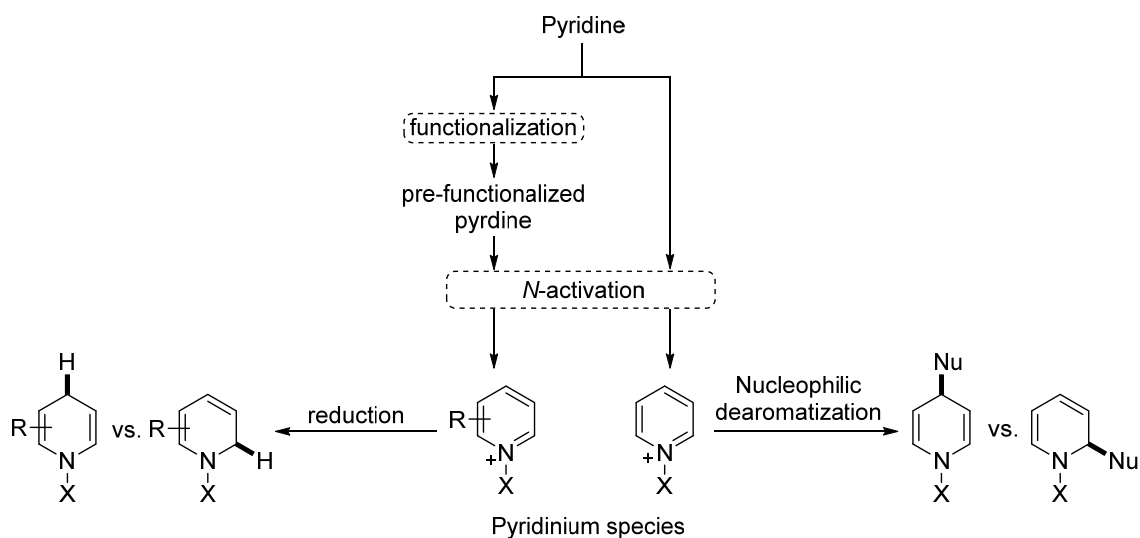 Pyridine
functionalization
pre-functionalized
pyrdine
N-activation
H
Nu
Nucleophilic
dearomatization
reduction
R
vs.
R
R
vs.
N
N
H
+
N
+
N
N
N
Nu
X
X
X
X
X
X
Pyridinium species